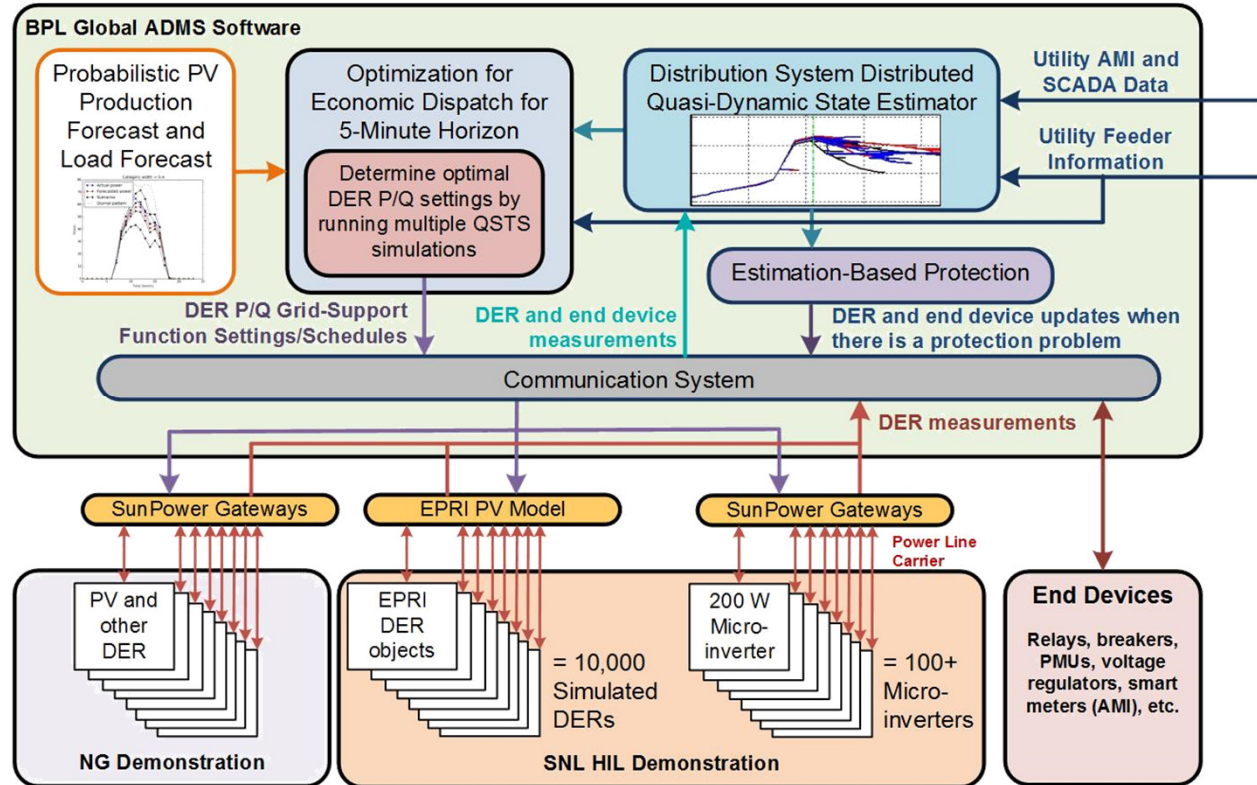 BPL Global ADMS Software
Probabilistic PV
Production
Forecast and
Load Forecast
Actual power
Forecasted power
Scenarios
Optimization for
Economic Dispatch for
5-Minute Horizon
Determine optimal
DER P/Q settings by
running multiple QSTS
simulations
Distribution System Distributed
Quasi-Dynamic State Estimator
Utility AMI and
SCADA Data
Utility Feeder
Information
Estimation-Based Protection
DER P/Q Grid-Support
Function Settings/Schedules
DER and end device
measurements
DER and end device updates when
there is a protection problem
Communication System
DER measurements
SunPower Gateways
EPRI PV Model
SunPower Gateways
Power Line
Carrier
PV and
other
DER
NG Demonstration
EPRI
DER
objects
= 10,000
Simulated
DERs
200 W
Micro-
inverter
= 100+
Micro-
inverters
SNL HIL Demonstration
End Devices
Relays, breakers,
PMUs, voltage
regulators, smart
meters (AMI), etc.